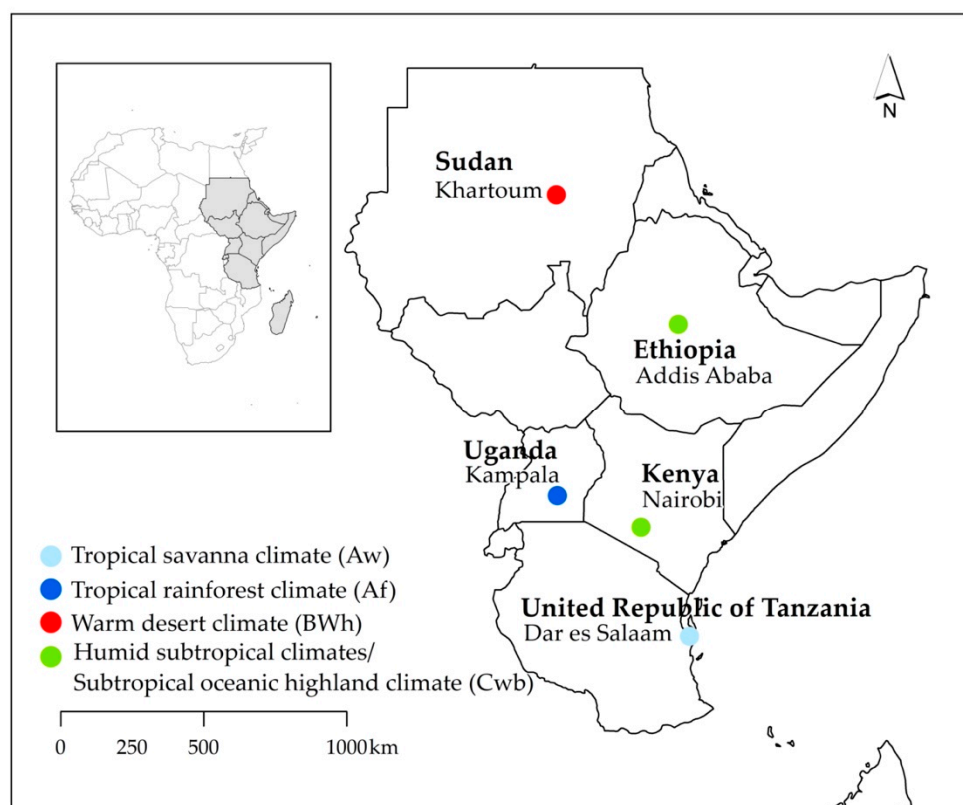 N
Sudan
Khartoum
Ethiopia
Addis Ababa
Uganda
Kampala
Kenya
Nairobi
Tropical savanna climate (Aw)
Tropical rainforest climate (Af)
Warm desert climate (BWh)
Humid subtropical climates/
Subtropical oceanic highland climate (Cwb)
United Republic of Tanzania
Dar es Salaam
0 250 500 1000km